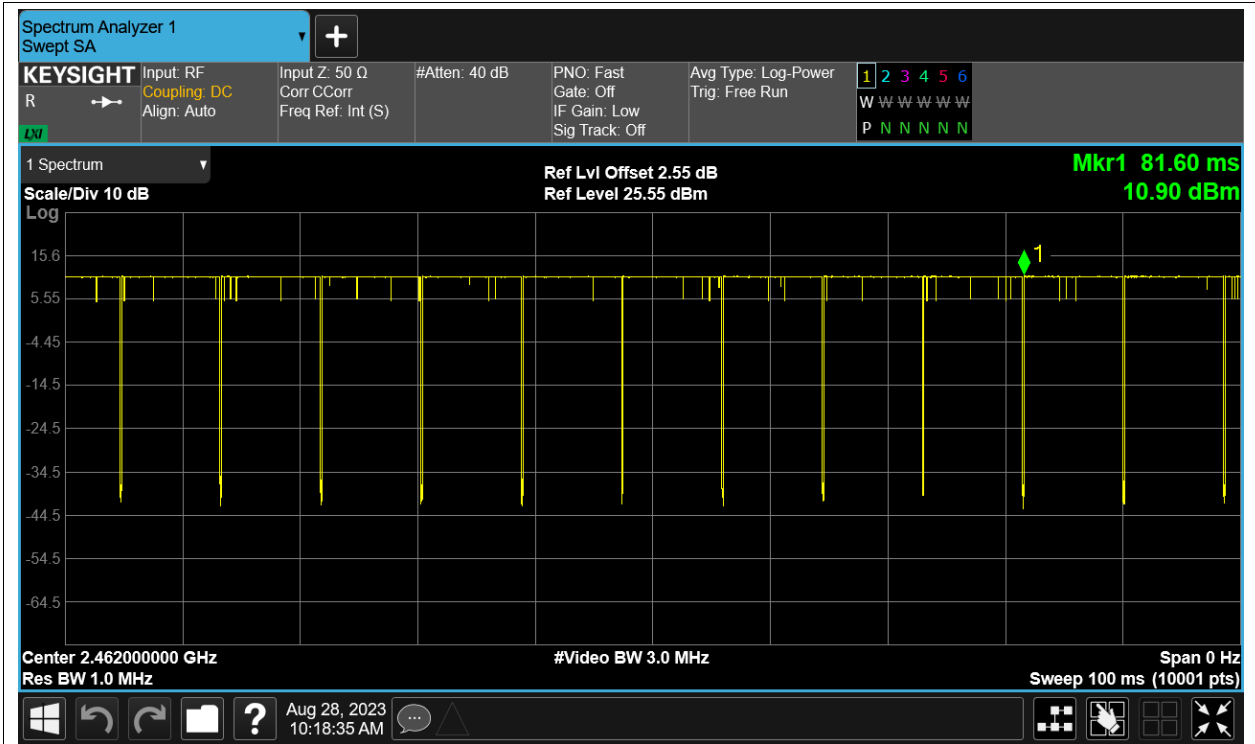 Spectrum Analyzer 1
Swept SA
+
KEYSIGHT
R
LXI
Input: RF
Coupling: DC
Align: Auto
Input Z: 50 Ω
Corr CCorr
Freq Ref: Int (S)
#Atten: 40 dB
PNO: Fast
Gate: Off
IF Gain: Low
Sig Track: Off
Avg Type: Log-Power
Trig: Free Run
1 2 3 4 5 6
W W W W W W
P N N N N N
1 Spectrum
Scale/Div 10 dB
Log
Ref Lvl Offset 2.55 dB
Ref Level 25.55 dBm
Mkr1 81.60 ms
10.90 dBm
1
15.6
5.55
-4.45
-14.5
-24.5
-34.5
-44.5
-54.5
-64.5
Center 2.462000000 GHz
Res BW 1.0 MHz
#Video BW 3.0 MHz
Span 0 Hz
Sweep 100 ms (10001 pts)
?
Aug 28, 2023
10:18:35 AM